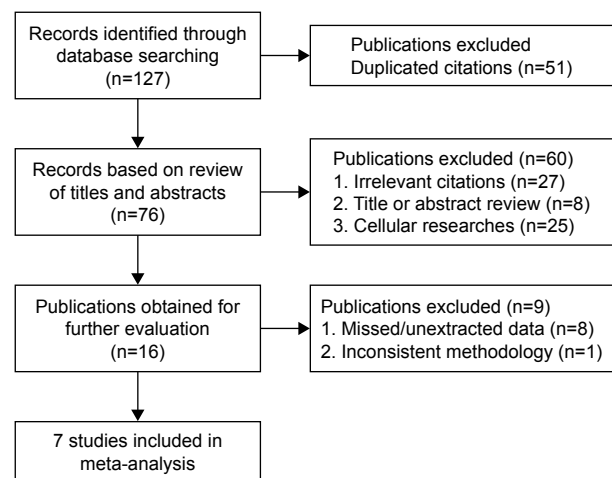 Records identified through
database searching
(n=127)
Publications excluded
Duplicated citations (n=51)
Records based on review
of titles and abstracts
(n=76)
Publications excluded (n=60)
1. Irrelevant citations (n=27)
2. Title or abstract review (n=8)
3. Cellular researches (n=25)
Publications obtained for
further evaluation
(n=16)
Publications excluded (n=9)
1. Missed/unextracted data (n=8)
2. Inconsistent methodology (n=1)
7 studies included in
meta-analysis